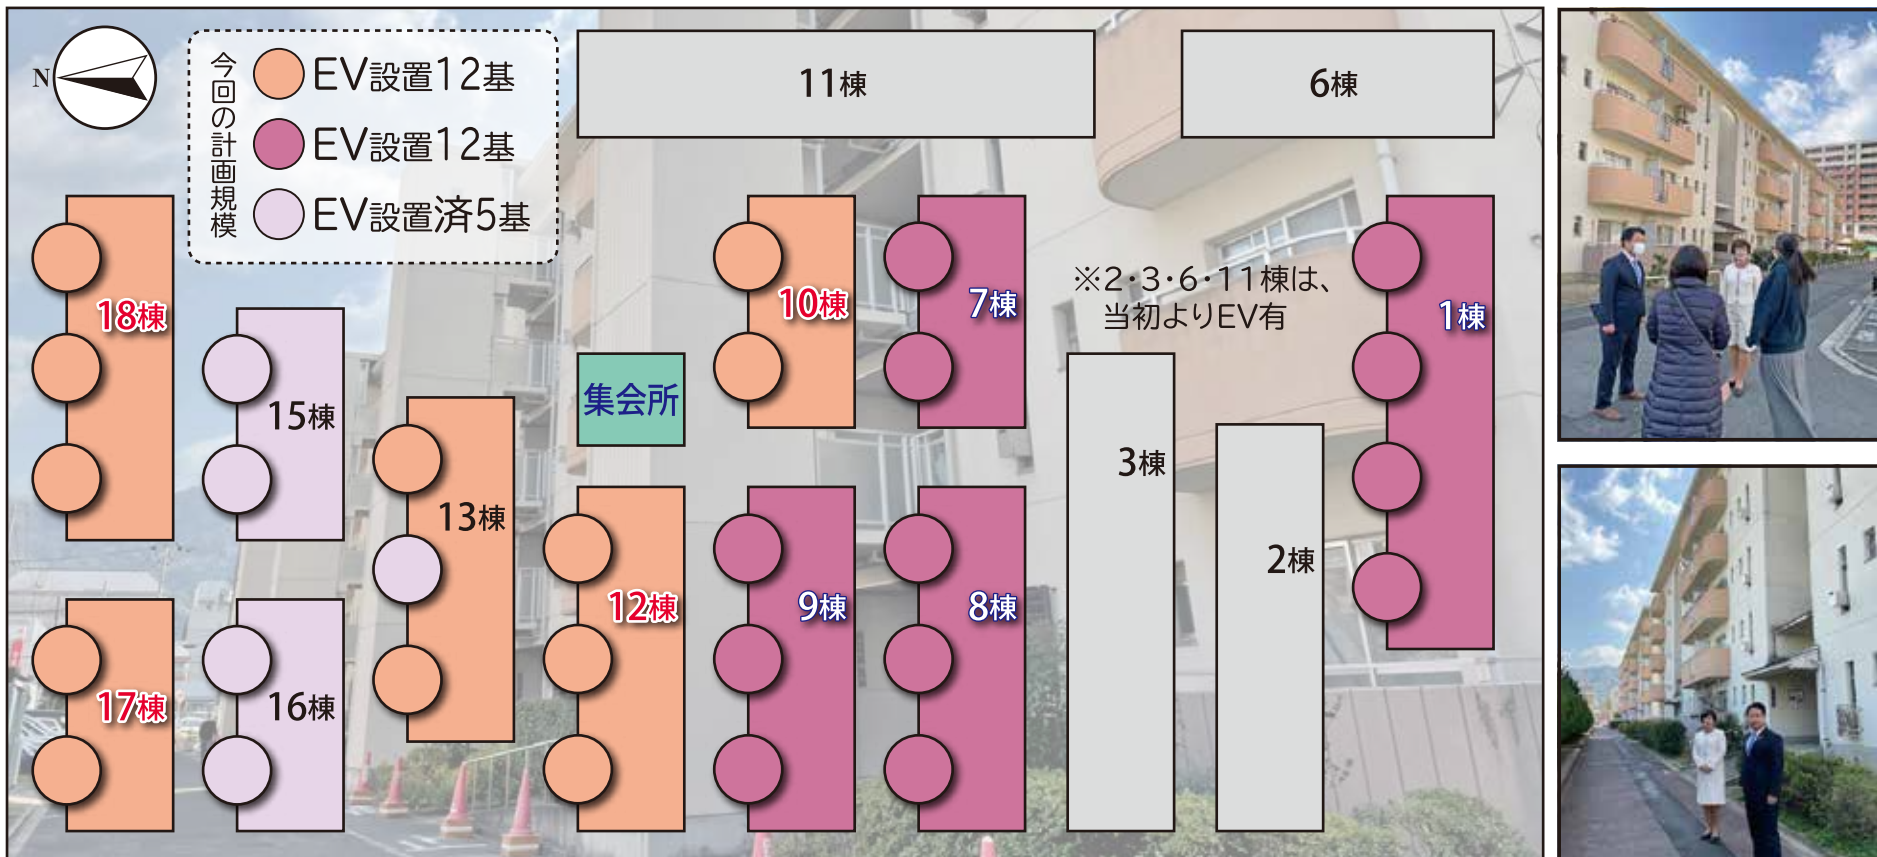 N
今回の計画規模
EV設置12基
EV設置12基
EV設置済5基
11棟
6棟
18棟
10棟
7棟
※2・3・6・11棟は、
当初よりEV有
1棟
15棟
集会所
3棟
13棟
2棟
12棟
9棟
8棟
17棟
16棟